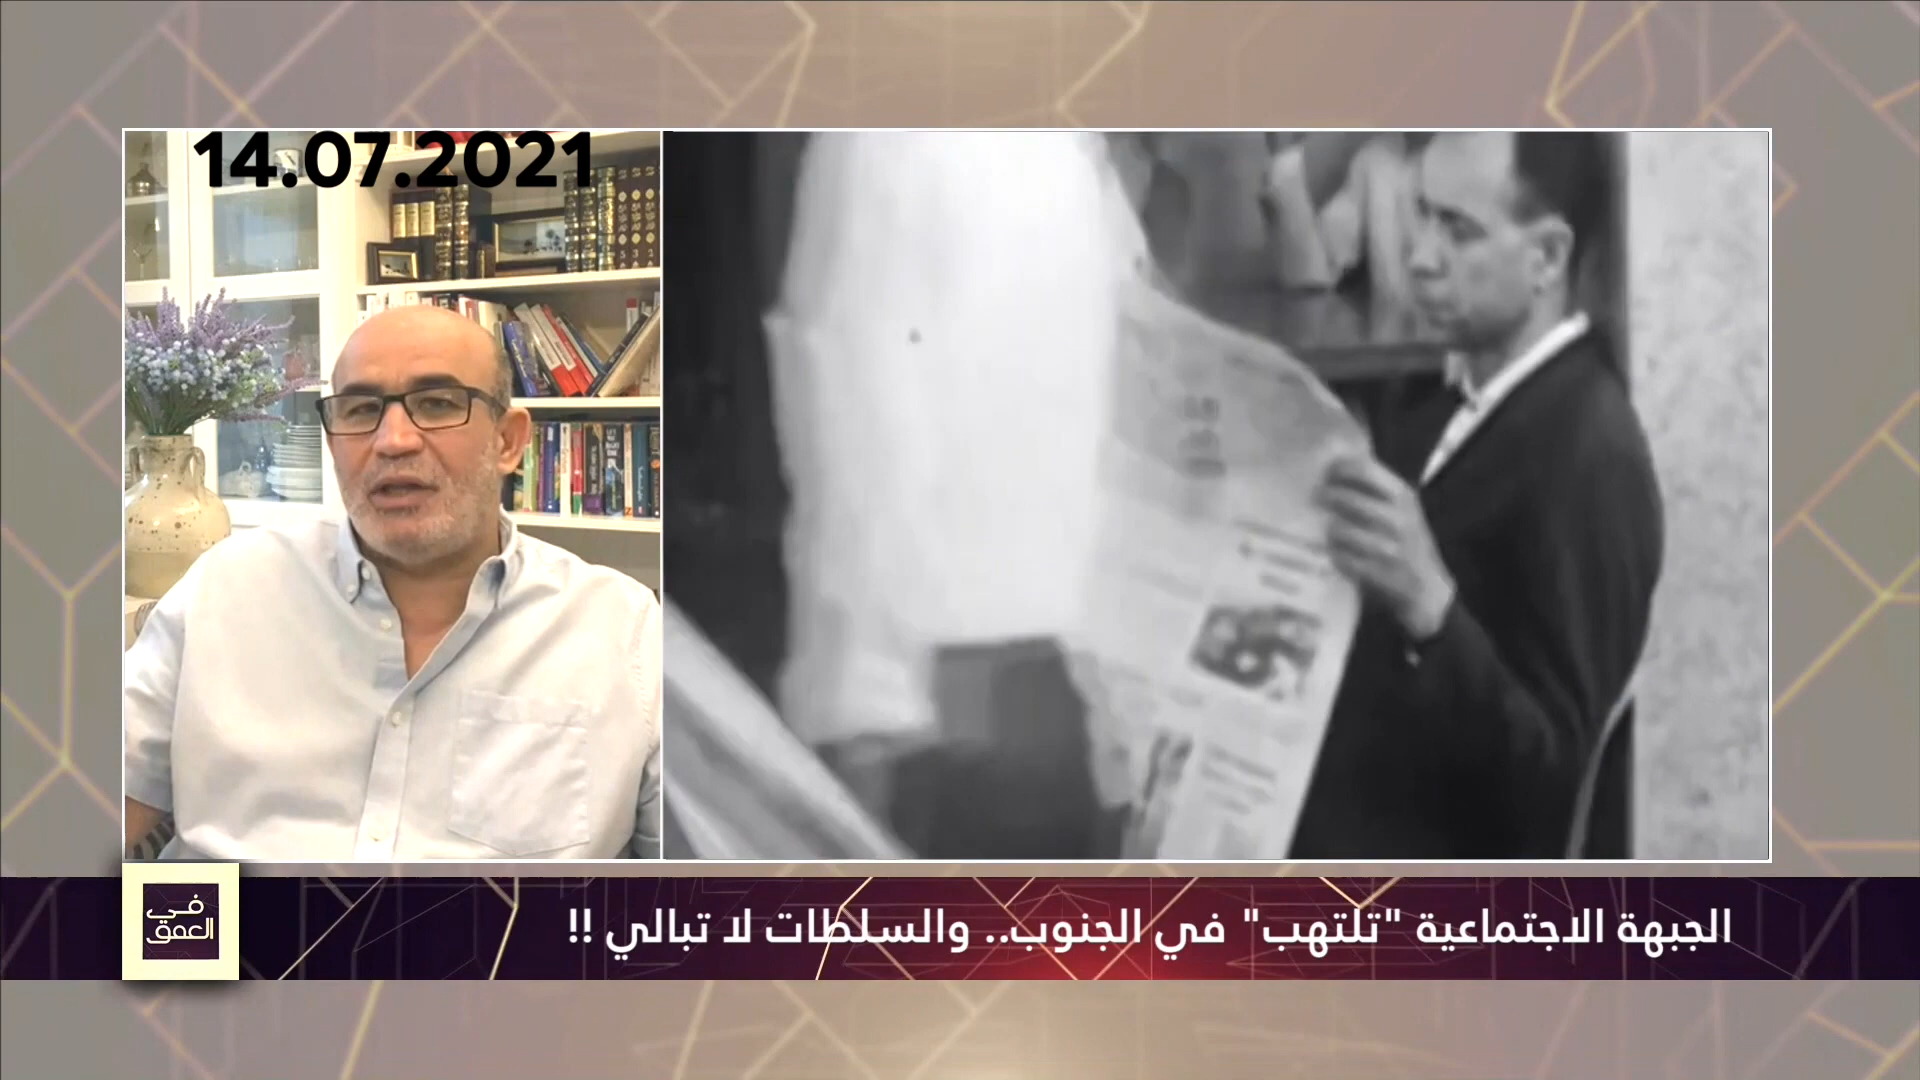 14.07.2021
الجبهة الاجتماعية "تلتهب" في الجنوب.. والسلطات لا تبالي !!
في
العمق